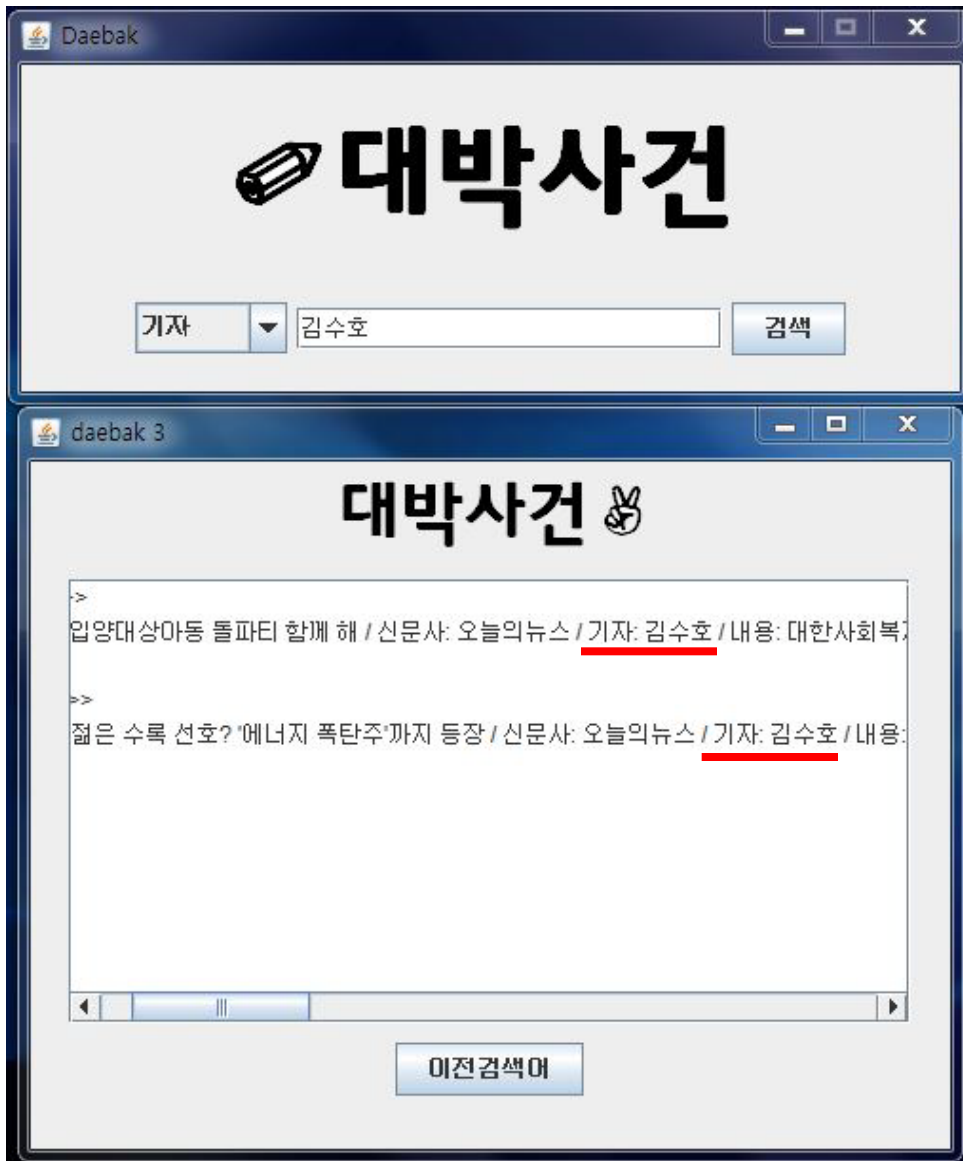 Daebak
대박사건
기자 김수호 검색
daebak 3
대박사건
->
입양대상아동 돌파티 함께 해 / 신문사: 오늘의뉴스 / 기자: 김수호 / 내용: 대한사회복
>>
젊은 수록 선호? '에너지 폭탄주'까지 등장 / 신문사: 오늘의뉴스 / 기자: 김수호 / 내용:
이전검색어